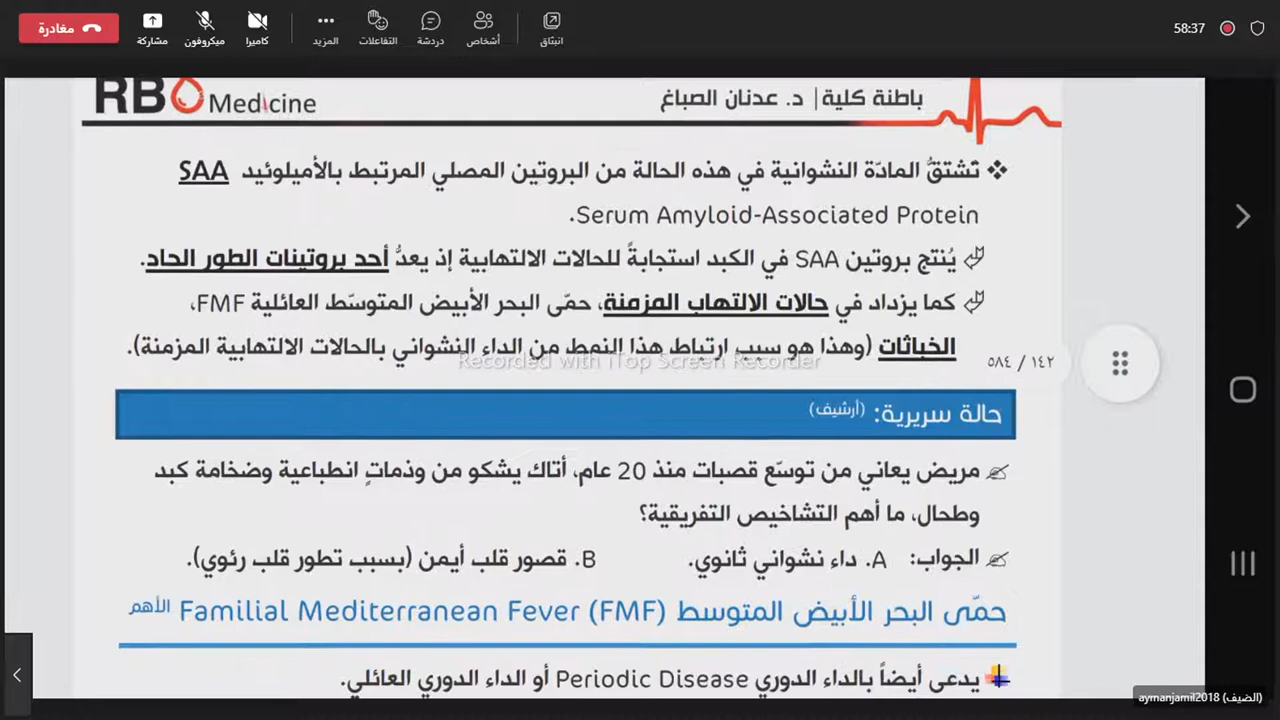 مغادرة
مشاركة
ميكروفون
كاميرا
المزيد
التفاعلات
دردشة
أشخاص
انبثاق
58:37
RBO Medicine
باطنة كلية | د. عدنان الصباغ
تُشتقُّ المادّة النشوانية في هذه الحالة من البروتين المصلي المرتبط بالأميلوئيد SAA
Serum Amyloid-Associated Protein.
يُنتج بروتين SAA في الكبد استجابةً للحالات الالتهابية إذ يعدُّ أحد بروتينات الطور الحاد.
كما يزداد في حالات الالتهاب المزمنة، حمّى البحر الأبيض المتوسّط العائلية FMF،
الخباثات (وهذا هو سبب ارتباط هذا النمط من الداء النشواني بالحالات الالتهابية المزمنة).
Recorded with iTop Screen Recorder
١٤٢ / ٥٨٤
حالة سريرية: (أرشيف)
مريض يعاني من توسّع قصبات منذ 20 عام، أتاك يشكو من وذماتٍ انطباعية وضخامة كبد
وطحال، ما أهم التشاخيص التفريقية؟
الجواب: A. داء نشواني ثانوي. B. قصور قلب أيمن (بسبب تطور قلب رئوي).
حمّى البحر الأبيض المتوسط Familial Mediterranean Fever (FMF) الأهم
يدعى أيضاً بالداء الدوري Periodic Disease أو الداء الدوري العائلي.
aymanjamil2018 (الضيف)